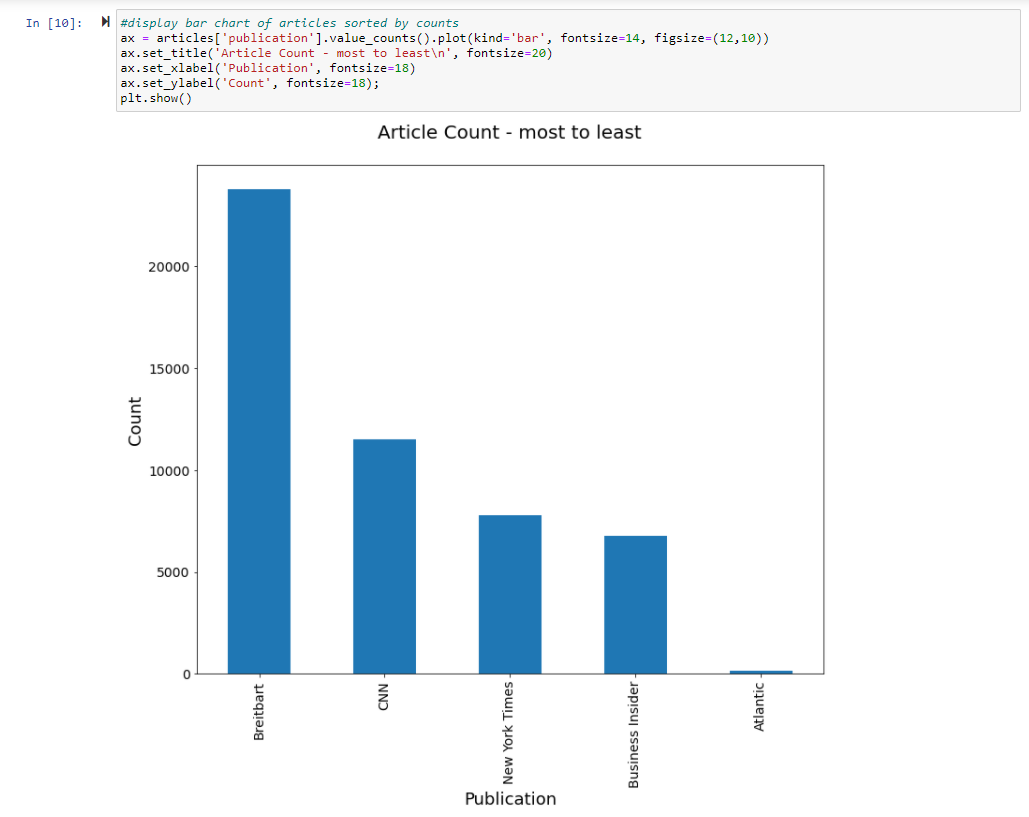 In [10]:
#display bar chart of articles sorted by counts
ax = articles['publication'].value_counts().plot(kind='bar', fontsize=14, figsize=(12,10))
ax.set_title('Article Count - most to least\n', fontsize=20)
ax.set_xlabel('Publication', fontsize=18)
ax.set_ylabel('Count', fontsize=18);
plt.show()
Article Count - most to least
Count
20000
15000
10000
5000
0
Breitbart
CNN
New York Times
Business Insider
Atlantic
Publication